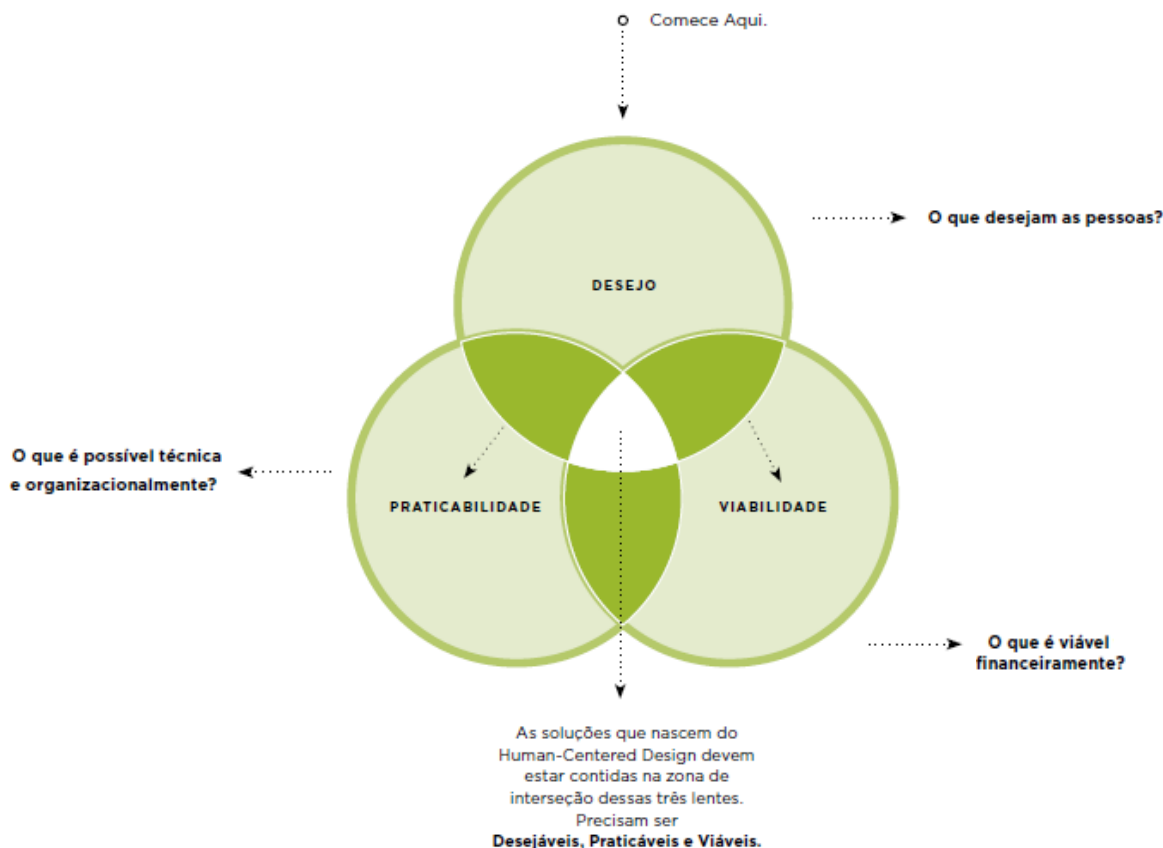 Comece Aqui.
O que desejam as pessoas?
DESEJO
O que é possível técnica
e organizacionalmente?
PRATICABILIDADE
VIABILIDADE
O que é viável
financeiramente?
As soluções que nascem do
Human-Centered Design devem
estar contidas na zona de
interseção dessas três lentes.
Precisam ser
Desejáveis, Praticáveis e Viáveis.